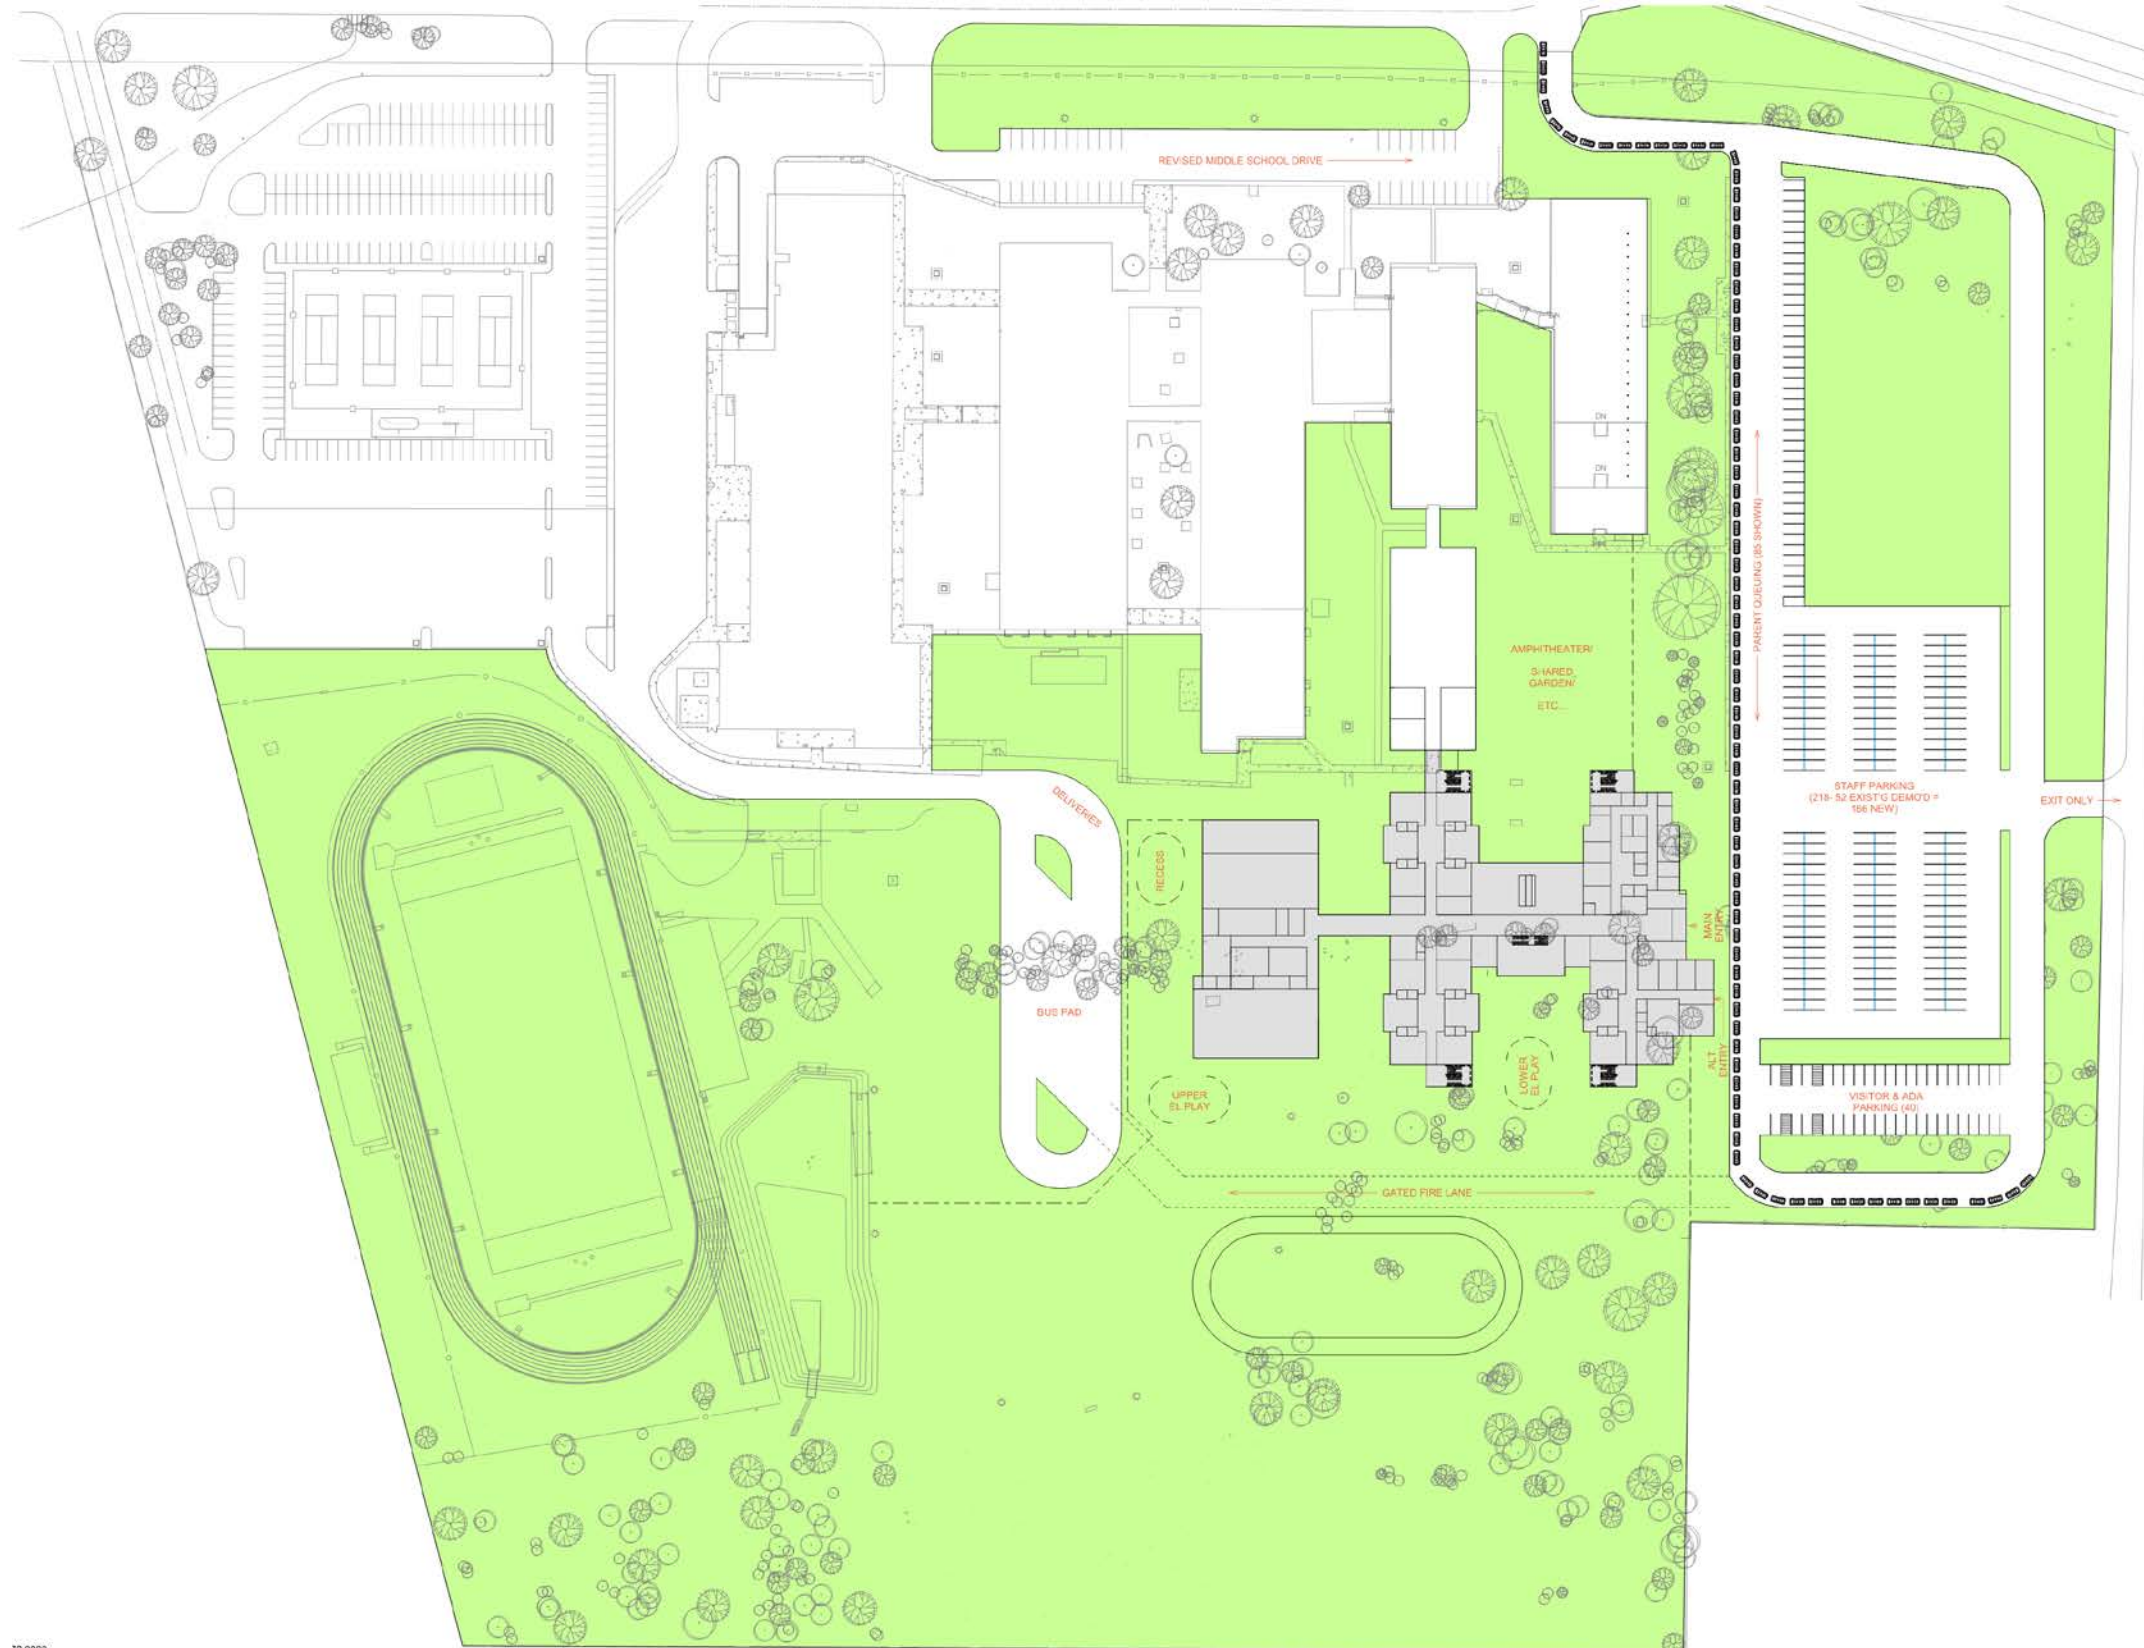 REVISED MIDDLE SCHOOL DRIVE
DN
DN
PARENT QUEUING (85 SHOWN)
AMPHITHEATER/
SHARED
GARDEN/
ETC...
DELIVERIES
STAFF PARKING
(218- 52 EXIST'G DEMO'D =
166 NEW)
EXIT ONLY
RECESS
MAIN
ENTRY
BUS PAD
ALT
ENTRY
LOWER
EL PLAY
UPPER
EL PLAY
VISITOR & ADA
PARKING (40)
GATED FIRE LANE